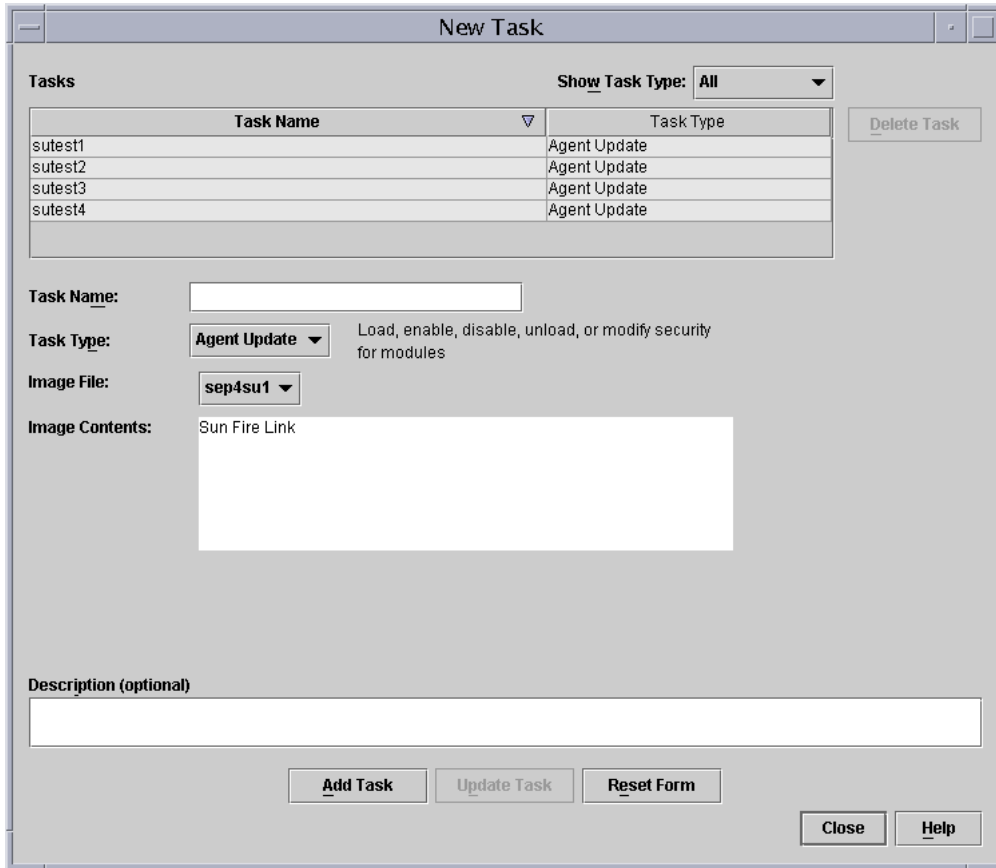 New Task
Tasks
Show Task Type: All
Task Name Task Type
sutest1 Agent Update
sutest2 Agent Update
sutest3 Agent Update
sutest4 Agent Update
Delete Task
Task Name:
Task Type: Agent Update Load, enable, disable, unload, or modify security
for modules
Image File: sep4su1
Image Contents: Sun Fire Link
Description (optional)
Add Task Update Task Reset Form
Close Help